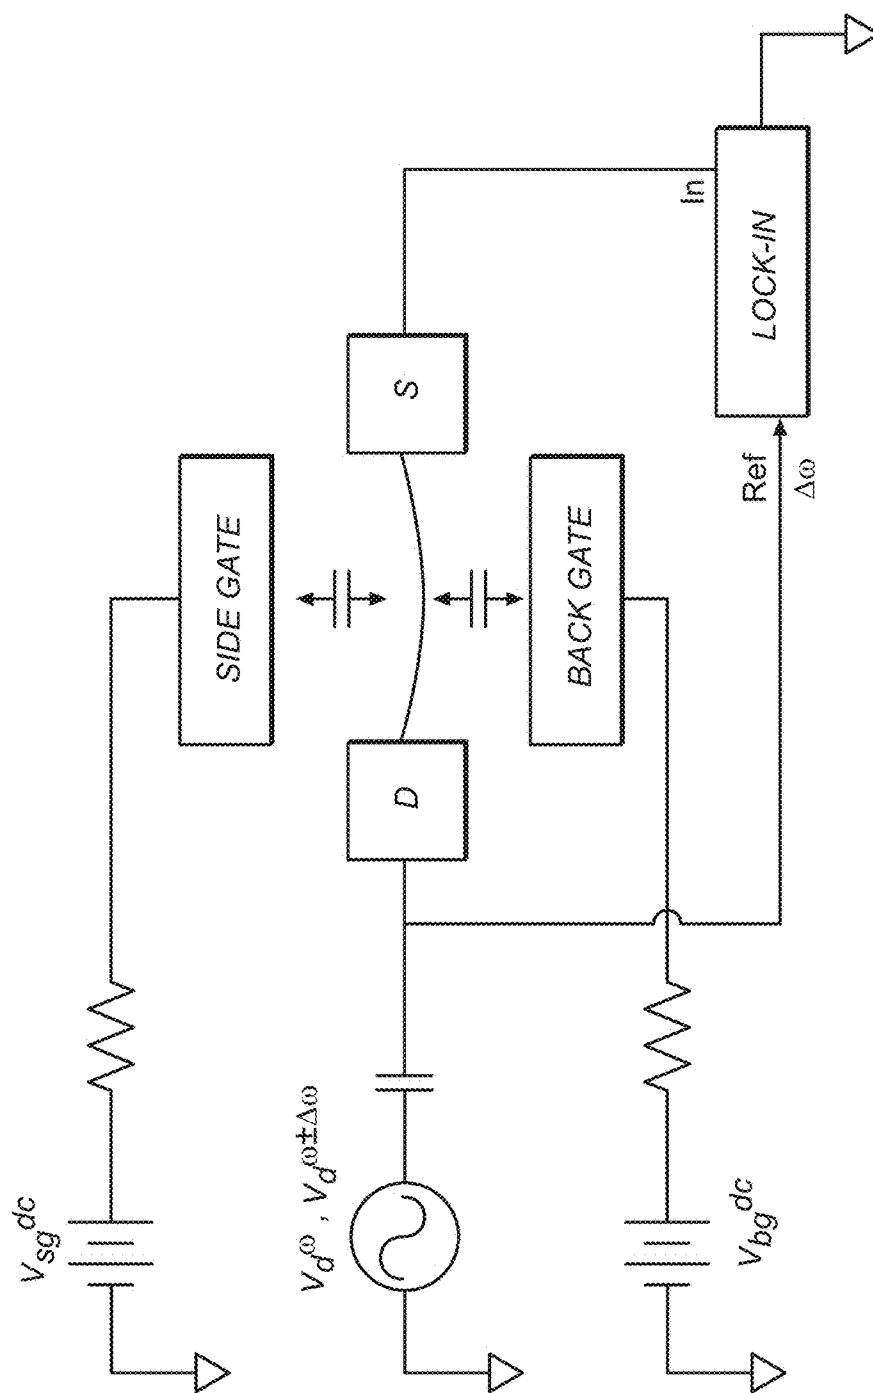 V_sg^dc
SIDE GATE
V_d^ω , V_d^ω±Δω
D
S
In
BACK GATE
Ref
Δω
LOCK-IN
V_bg^dc